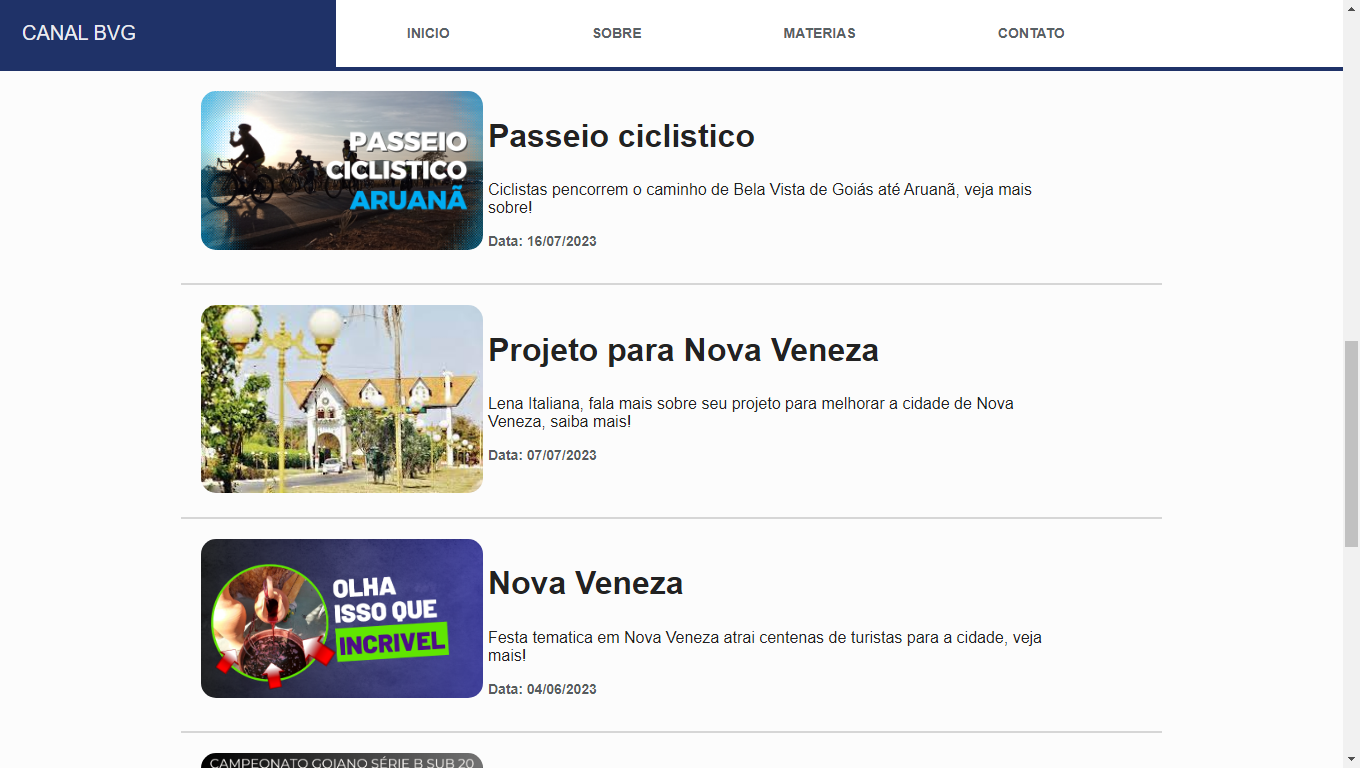 CANAL BVG
INICIO
SOBRE
MATERIAS
CONTATO
PASSEIO
CICLISTICO
ARUANÃ
Passeio ciclistico
Ciclistas pencorrem o caminho de Bela Vista de Goiás até Aruanã, veja mais
sobre!
Data: 16/07/2023
Projeto para Nova Veneza
Lena Italiana, fala mais sobre seu projeto para melhorar a cidade de Nova
Veneza, saiba mais!
Data: 07/07/2023
OLHA
ISSO QUE
INCRIVEL
Nova Veneza
Festa tematica em Nova Veneza atrai centenas de turistas para a cidade, veja
mais!
Data: 04/06/2023
CAMPEONATO GOIANO SÉRIE B SUB 20